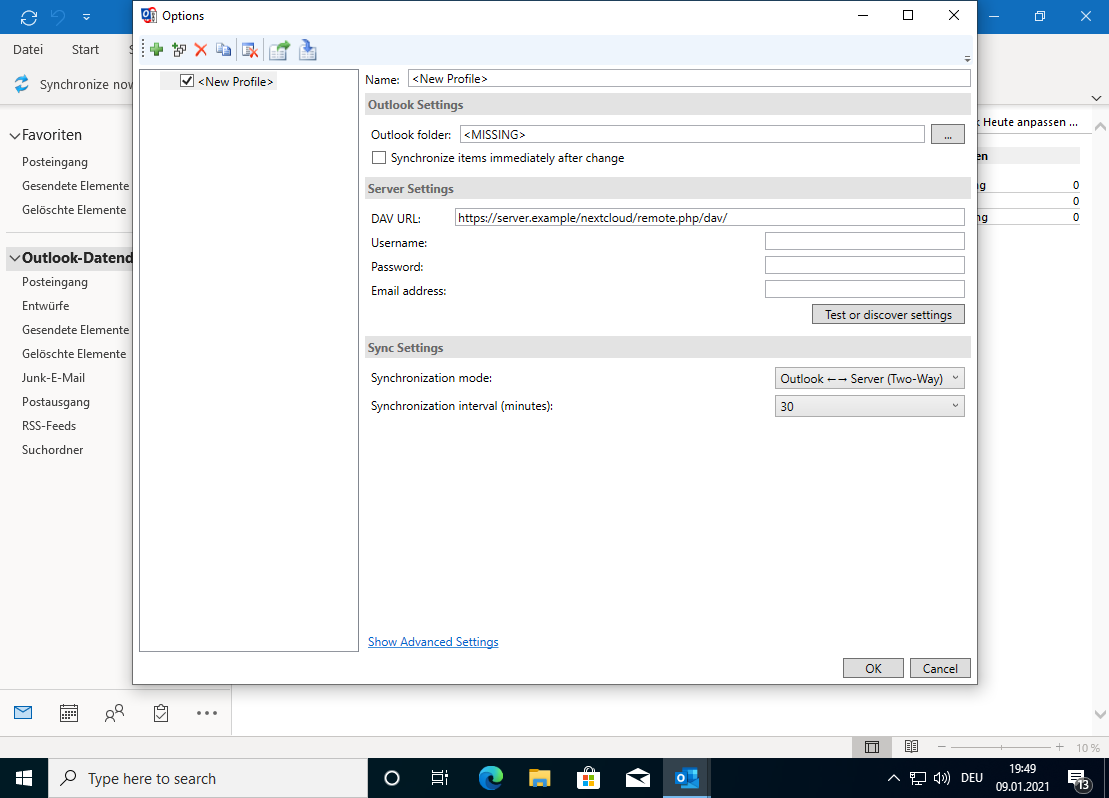 Options
Datei Start
Synchronize now
<New Profile>
Name: <New Profile>
Outlook Settings
Outlook folder: <MISSING> ...
Synchronize items immediately after change
Server Settings
DAV URL: https://server.example/nextcloud/remote.php/dav/
Username:
Password:
Email address:
Test or discover settings
Sync Settings
Synchronization mode: Outlook ←→ Server (Two-Way)
Synchronization interval (minutes): 30
Show Advanced Settings
OK Cancel
Favoriten
Posteingang
Gesendete Elemente
Gelöschte Elemente
Outlook-Datend
Posteingang
Entwürfe
Gesendete Elemente
Gelöschte Elemente
Junk-E-Mail
Postausgang
RSS-Feeds
Suchordner
Heute anpassen ...
en
g 0
0
ng 0
10 %
Type here to search
DEU
19:49
09.01.2021
13